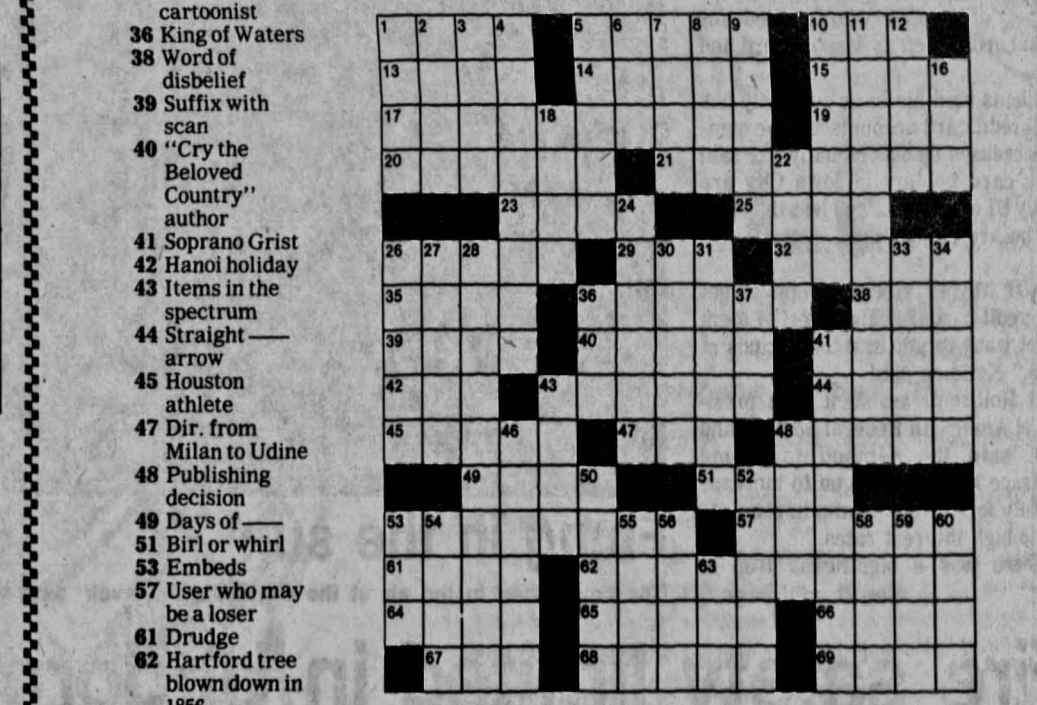 cartoonist
36 King of Waters
38 Word of
disbelief
39 Suffix with
scan
40 "Cry the
Beloved
Country"
author
41 Soprano Grist
42 Hanoi holiday
43 Items in the
spectrum
44 Straight——
arrow
45 Houston
athlete
47 Dir. from
Milan to Udine
48 Publishing
decision
49 Days of——
51 Birl or whirl
53 Embeds
57 User who may
be a loser
61 Drudge
62 Hartford tree
blown down in
1856
1 2 3 4 5 6 7 8 9 10 11 12
13 14 15 16
17 18 19
20 21 22
23 24 25
26 27 28 29 30 31 32 33 34
35 36 37 38
39 40 41
42 43 44
45 46 47 48
49 50 51 52
53 54 55 56 57 58 59 60
61 62 63
64 65 66
67 68 69